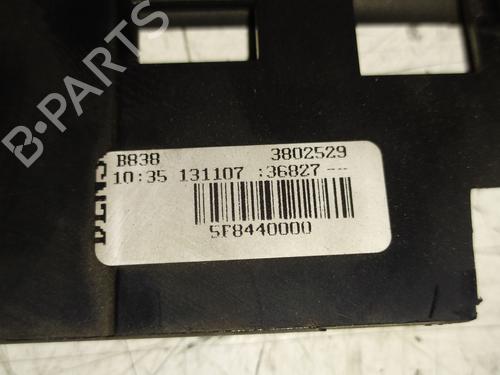 B-PARTS
B838 3802529
10:35 131107 :36827 --
5F8440000